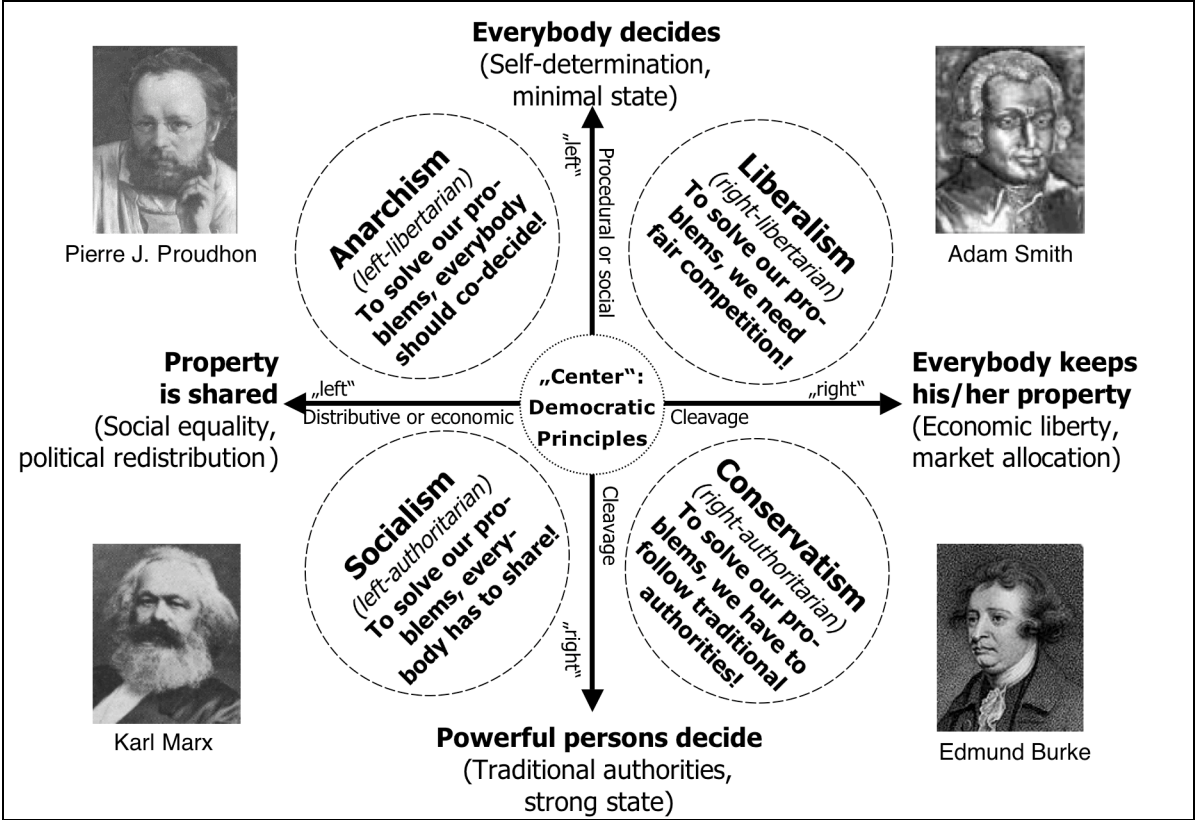 Everybody decides
(Self-determination,
minimal state)
Pierre J. Proudhon
Adam Smith
Anarchism
(left-libertarian)
To solve our pro-
blems, everybody
should co-decide!
„left“
Procedural or social
Liberalism
(right-libertarian)
To solve our pro-
blems, we need
fair competition!
Property
is shared
(Social equality,
political redistribution)
„left“
Distributive or economic
„Center“:
Democratic
Principles
„right“
Cleavage
Everybody keeps
his/her property
(Economic liberty,
market allocation)
Socialism
(left-authoritarian)
To solve our pro-
blems, every-
body has to share!
Cleavage
„right“
Conservatism
(right-authoritarian)
To solve our pro-
blems, we have to
follow traditional
authorities!
Karl Marx
Edmund Burke
Powerful persons decide
(Traditional authorities,
strong state)